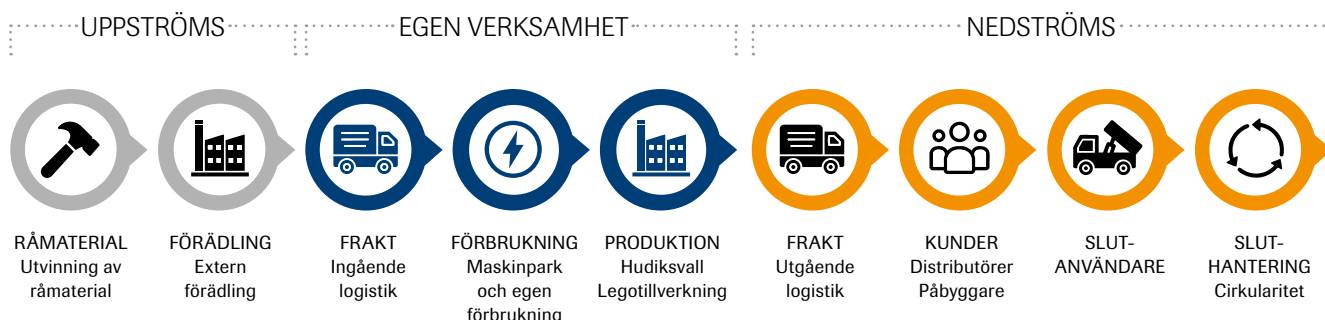 UPPSTRÖMS
EGEN VERKSAMHET
NEDSTRÖMS
RÅMATERIAL
Utvinning av
råmaterial
FÖRÄDLING
Extern
förädling
FRAKT
Ingående
logistik
FÖRBRUKNING
Maskinpark
och egen
förbrukning
PRODUKTION
Hudiksvall
Legotillverkning
FRAKT
Utgående
logistik
KUNDER
Distributörer
Påbyggare
SLUT-
ANVÄNDARE
SLUT-
HANTERING
Cirkularitet